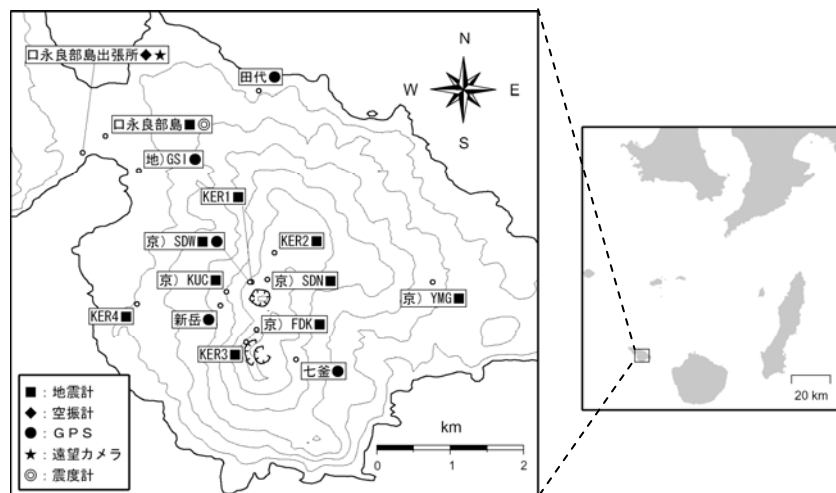 口永良部島出張所◆★
田代●
N
W E
S
口永良部島■◎
地)GSI●
KER1■
京) SDW■●
KER2■
京) KUC■
京) SDN■
京) YMG■
KER4■
新岳●
京) FDK■
KER3■
七釜●
■：地震計
◆：空振計
●：ＧＰＳ
★：遠望カメラ
◎：震度計
km
0 1 2
20 km